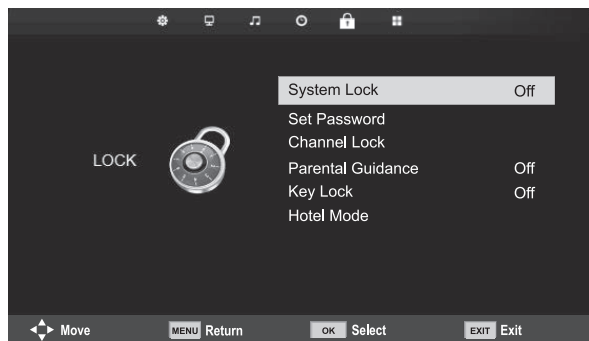 System Lock Off
Set Password
Channel Lock
LOCK
Parental Guidance Off
Key Lock Off
Hotel Mode
Move MENU Return OK Select EXIT Exit